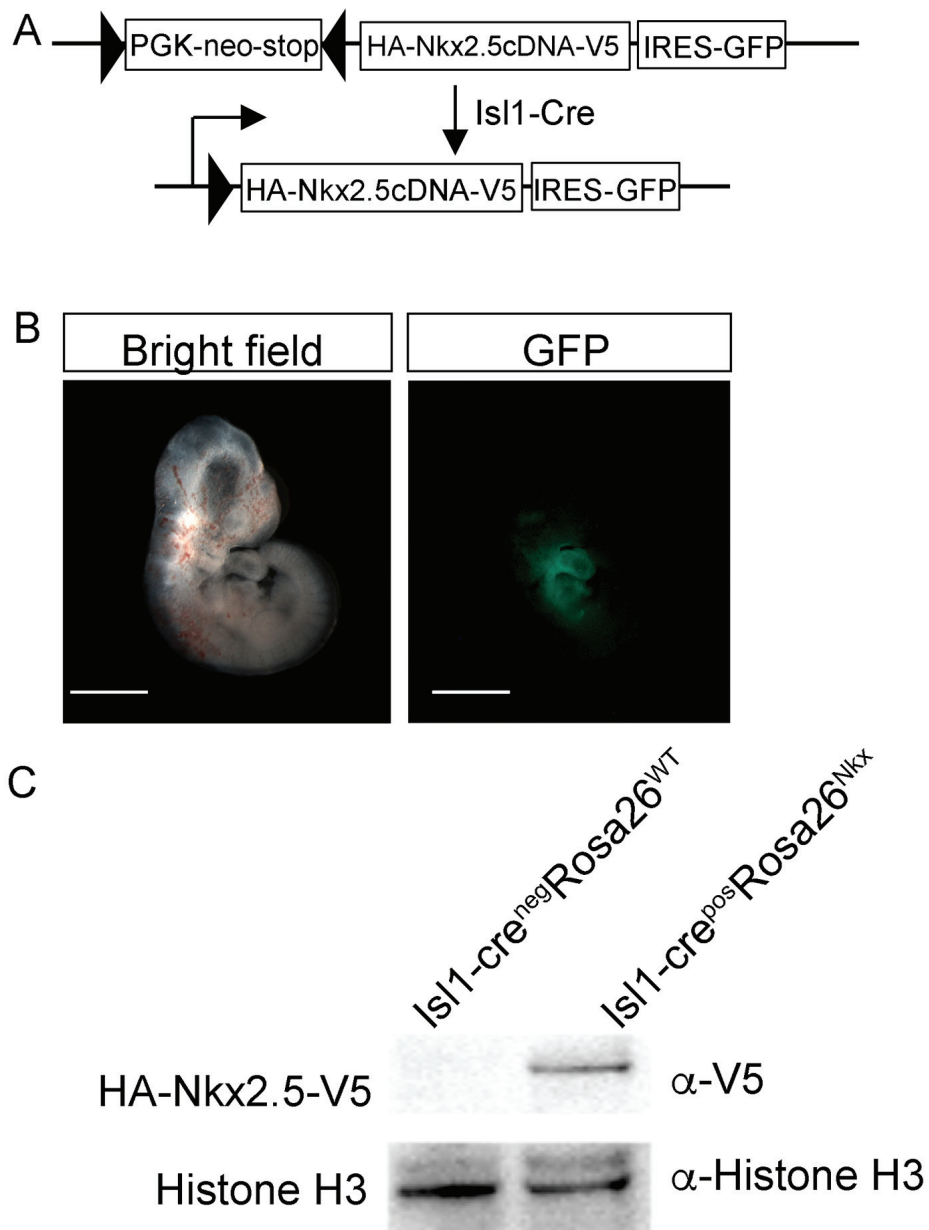 A
PGK-neo-stop HA-Nkx2.5cDNA-V5 IRES-GFP
Isl1-Cre
HA-Nkx2.5cDNA-V5 IRES-GFP
B
Bright field GFP
C
Isl1-cre^neg Rosa26^WT
Isl1-cre^pos Rosa26^Nkx
HA-Nkx2.5-V5 α-V5
Histone H3 α-Histone H3